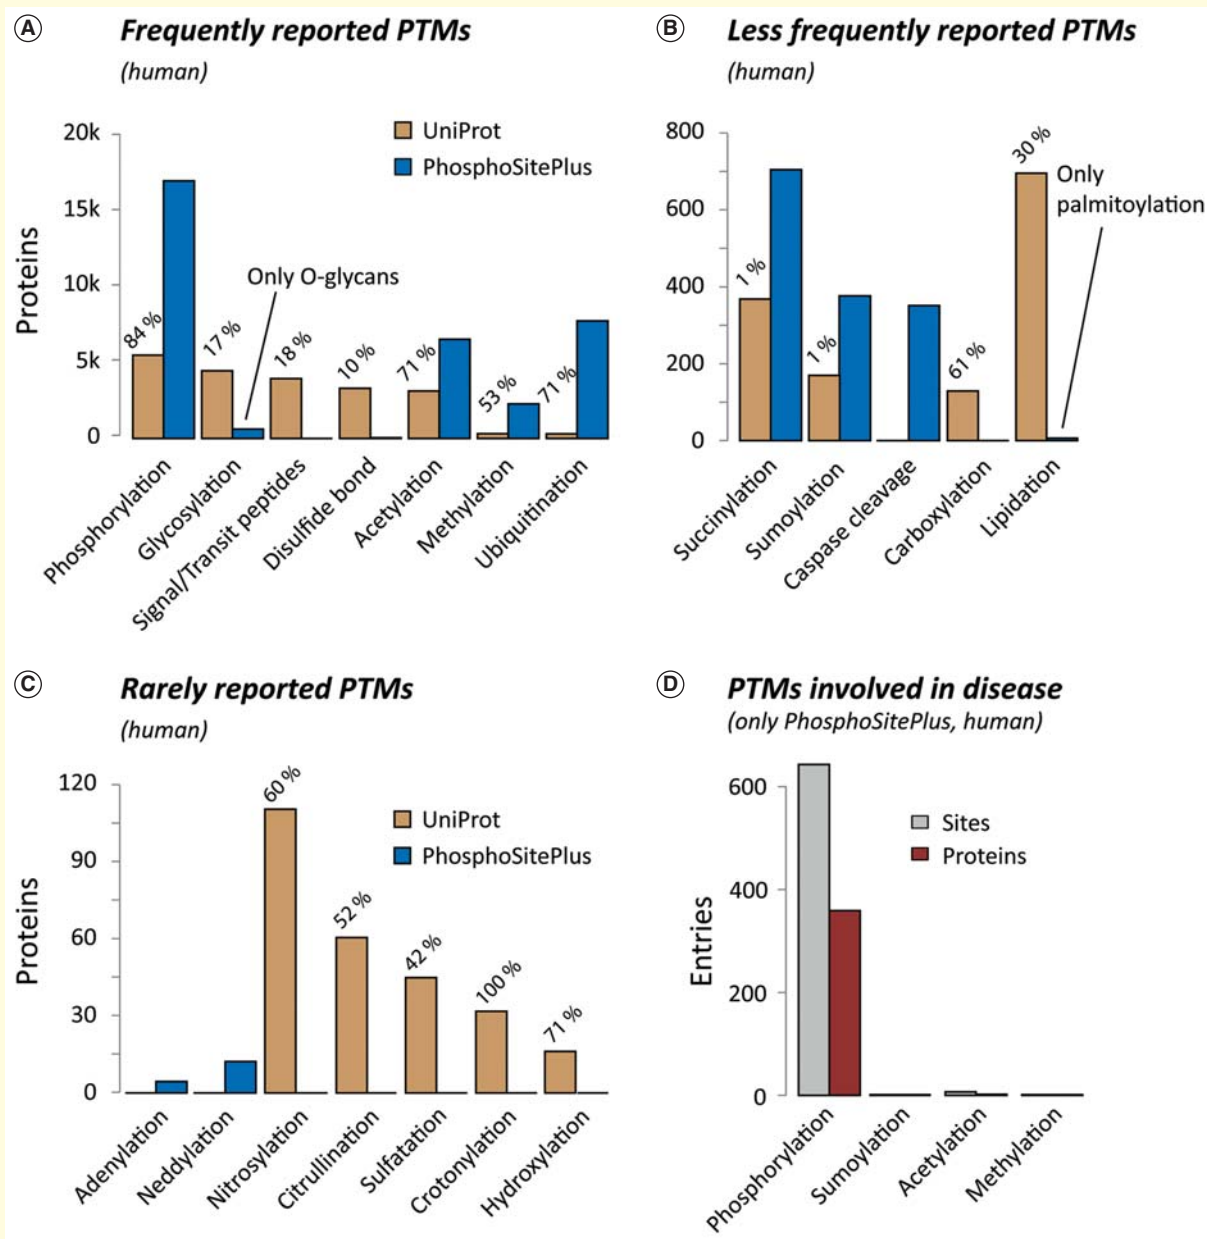 A
Frequently reported PTMs
(human)
20k
15k
10k
5k
0
Proteins
UniProt
PhosphoSitePlus
Only O-glycans
84 %
17 %
18 %
10 %
71 %
53 %
71 %
Phosphorylation
Glycosylation
Signal/Transit peptides
Disulfide bond
Acetylation
Methylation
Ubiquitination
B
Less frequently reported PTMs
(human)
800
600
400
200
0
1 %
1 %
61 %
30 %
Only
palmitoylation
Succinylation
Sumoylation
Caspase cleavage
Carboxylation
Lipidation
C
Rarely reported PTMs
(human)
120
90
60
30
0
Proteins
UniProt
PhosphoSitePlus
60 %
52 %
42 %
100 %
71 %
Adenylation
Neddylation
Nitrosylation
Citrullination
Sulfatation
Crotonylation
Hydroxylation
D
PTMs involved in disease
(only PhosphoSitePlus, human)
600
400
200
0
Entries
Sites
Proteins
Phosphorylation
Sumoylation
Acetylation
Methylation